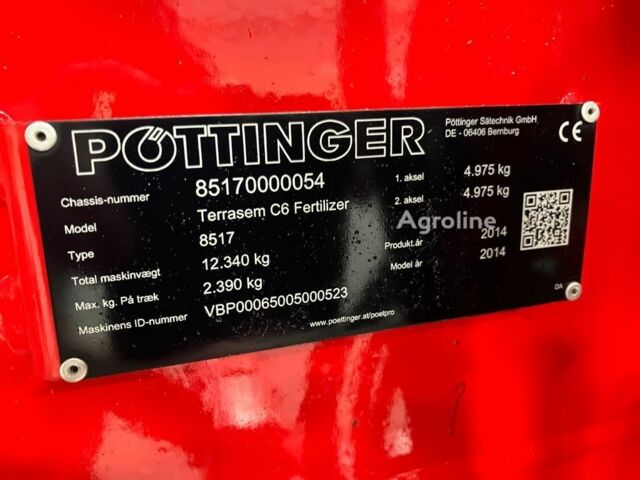 PÖTTINGER
Pöttinger Sätechnik GmbH
DE - 06406 Bernburg
CE
Chassis-nummer 85170000054 1. aksel 4.975 kg
Model Terrasem C6 Fertilizer 2. aksel 4.975 kg
Type 8517
Total maskinvægt 12.340 kg Produkt.år 2014
Max. kg. På træk 2.390 kg Model år 2014
Maskinens ID-nummer VBP00065005000523
www.poettinger.at/poetpro
DA
Agroline